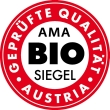 GEPRÜFTE QUALITÄT
AMA
BIO
SIEGEL
AUSTRIA